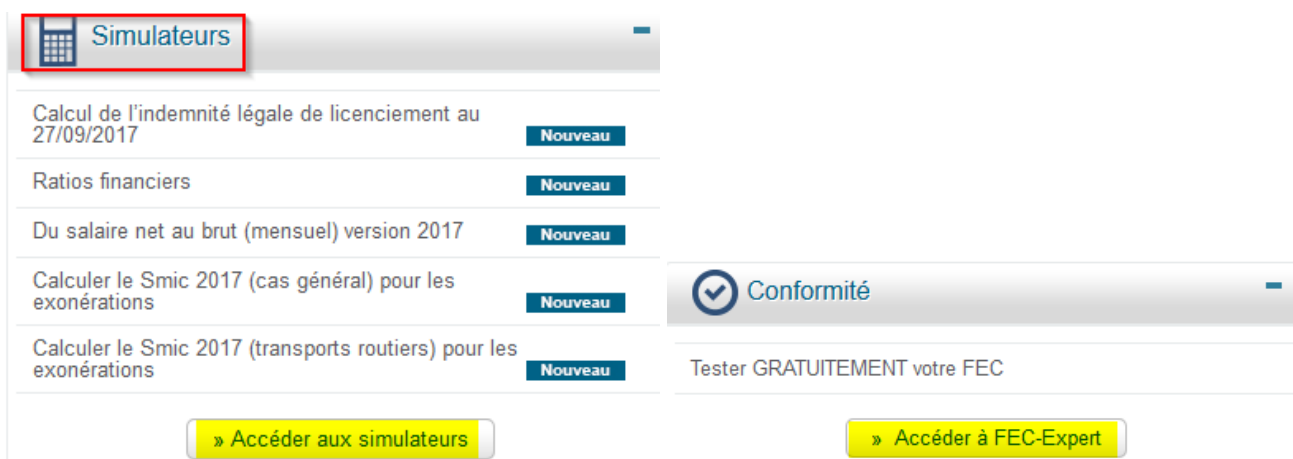 Simulateurs
Calcul de l'indemnité légale de licenciement au
27/09/2017
Nouveau
Ratios financiers
Nouveau
Du salaire net au brut (mensuel) version 2017
Nouveau
Calculer le Smic 2017 (cas général) pour les
exonérations
Nouveau
Calculer le Smic 2017 (transports routiers) pour les
exonérations
Nouveau
» Accéder aux simulateurs
Conformité
Tester GRATUITEMENT votre FEC
» Accéder à FEC-Expert